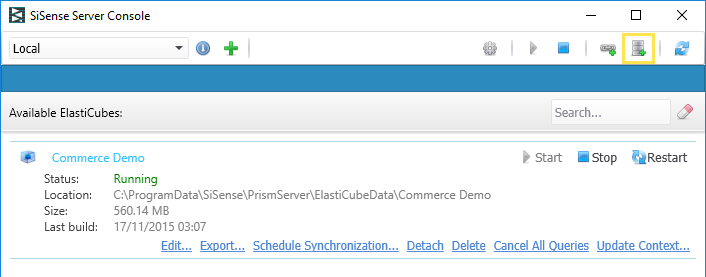 SiSense Server Console
Local
Available ElastiCubes:
Search...
Commerce Demo
Start
Stop
Restart
Status: Running
Location: C:\ProgramData\SiSense\PrismServer\ElastiCubeData\Commerce Demo
Size: 560.14 MB
Last build: 17/11/2015 03:07
Edit... Export... Schedule Synchronization... Detach Delete Cancel All Queries Update Context...